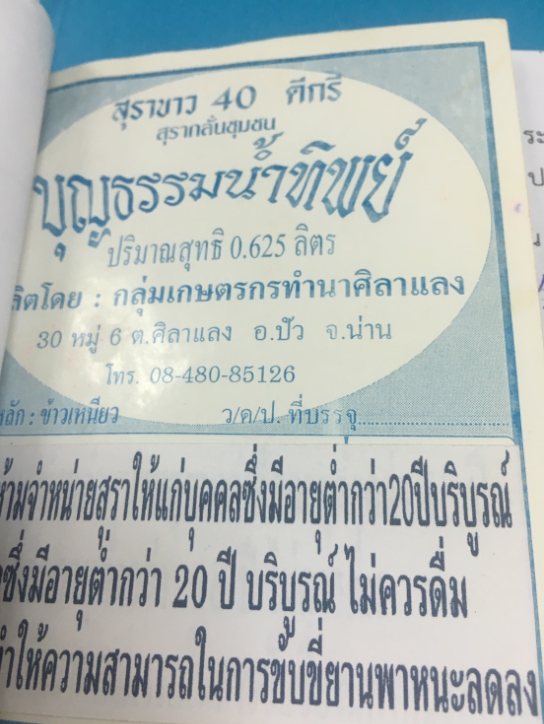 สุราขาว 40 ดีกรี
สุรากลั่นชุมชน
บุญธรรมน้ำทิพย์
ปริมาณสุทธิ 0.625 ลิตร
ลิตโดย : กลุ่มเกษตรกรทำนาศิลาแลง
30 หมู่ 6 ต.ศิลาแลง อ.ปัว จ.น่าน
โทร. 08-480-85126
หลัก : ข้าวเหนียว ว/ด/ป. ที่บรรจุ
ห้ามจำหน่ายสุราให้แก่บุคคลซึ่งมีอายุต่ำกว่า20ปีบริบูรณ์
ซึ่งมีอายุต่ำกว่า 20 ปี บริบูรณ์ ไม่ควรดื่ม
ทำให้ความสามารถในการขับขี่ยานพาหนะลดลง